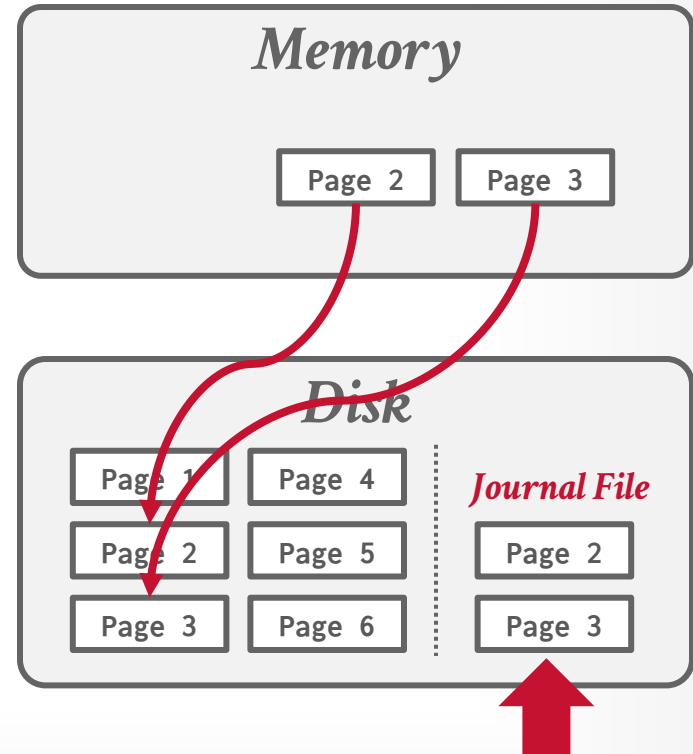 Memory
Page 2 Page 3
Disk
Page 1 Page 4
Journal File
Page 2 Page 5 Page 2
Page 3 Page 6 Page 3